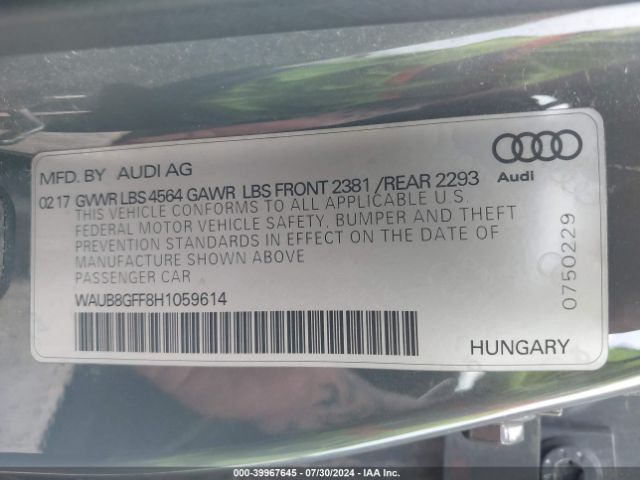 MFD. BY AUDI AG
Audi
0217 GVWR LBS 4564 GAWR LBS FRONT 2381 /REAR 2293
THIS VEHICLE CONFORMS TO ALL APPLICABLE U.S.
FEDERAL MOTOR VEHICLE SAFETY, BUMPER AND THEFT
PREVENTION STANDARDS IN EFFECT ON THE DATE OF
MANUFACTURE SHOWN ABOVE
PASSENGER CAR
WAUB8GFF8H1059614
0750229
HUNGARY
000-39967645 / 07/30/2024 - IAA Inc.